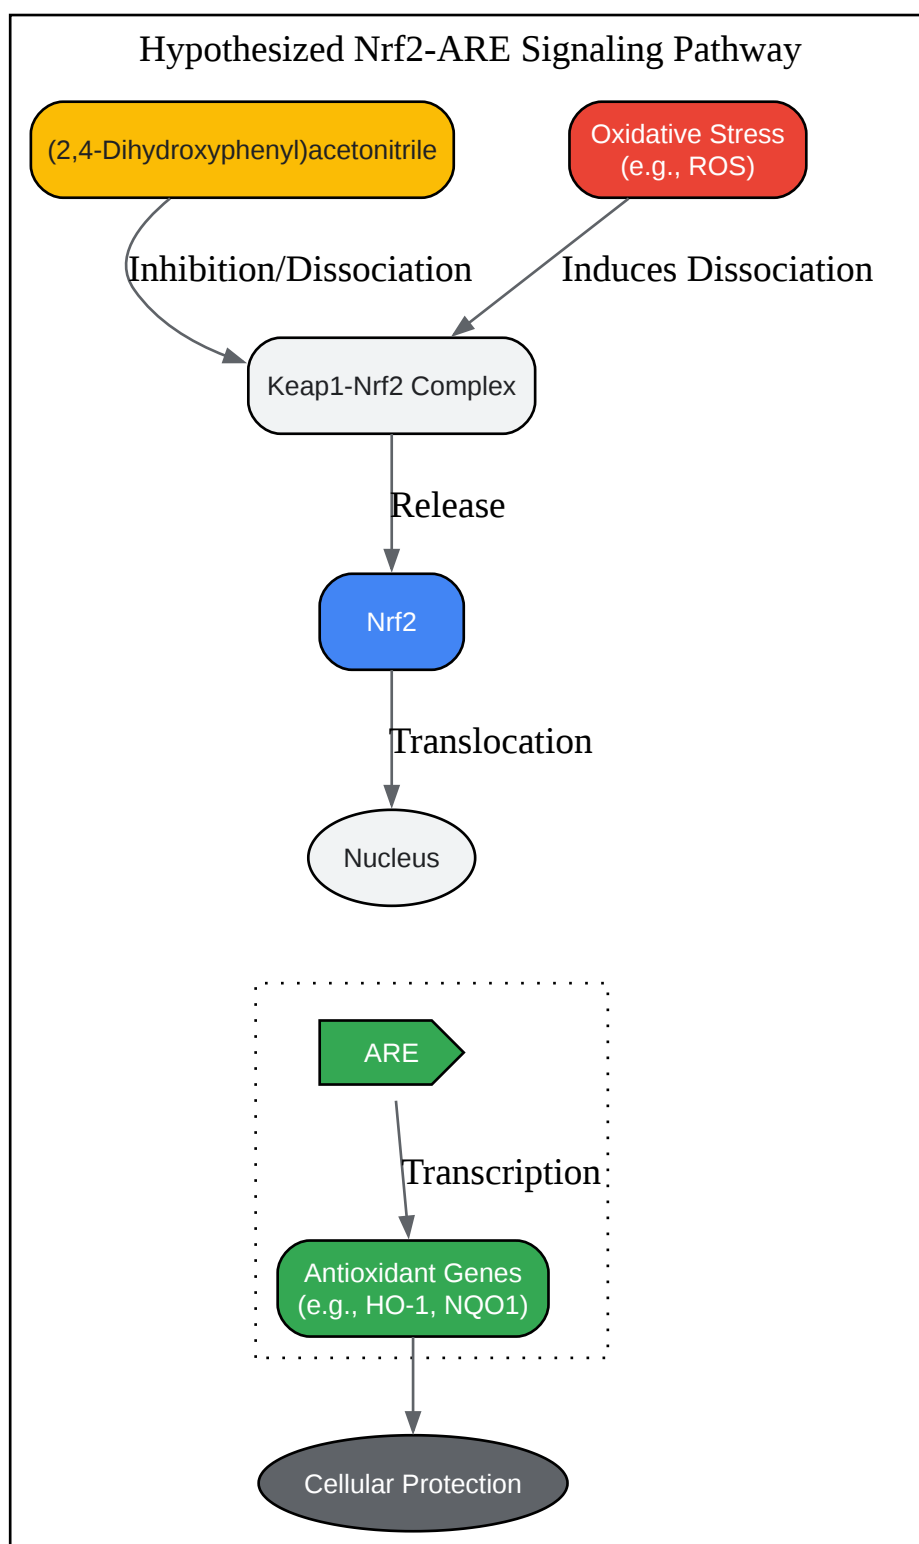 Hypothesized Nrf2-ARE Signaling Pathway
(2,4-Dihydroxyphenyl)acetonitrile
Oxidative Stress
(e.g., ROS)
Inhibition/Dissociation
Induces Dissociation
Keap1-Nrf2 Complex
Release
Nrf2
Translocation
Nucleus
ARE
Transcription
Antioxidant Genes
(e.g., HO-1, NQO1)
Cellular Protection